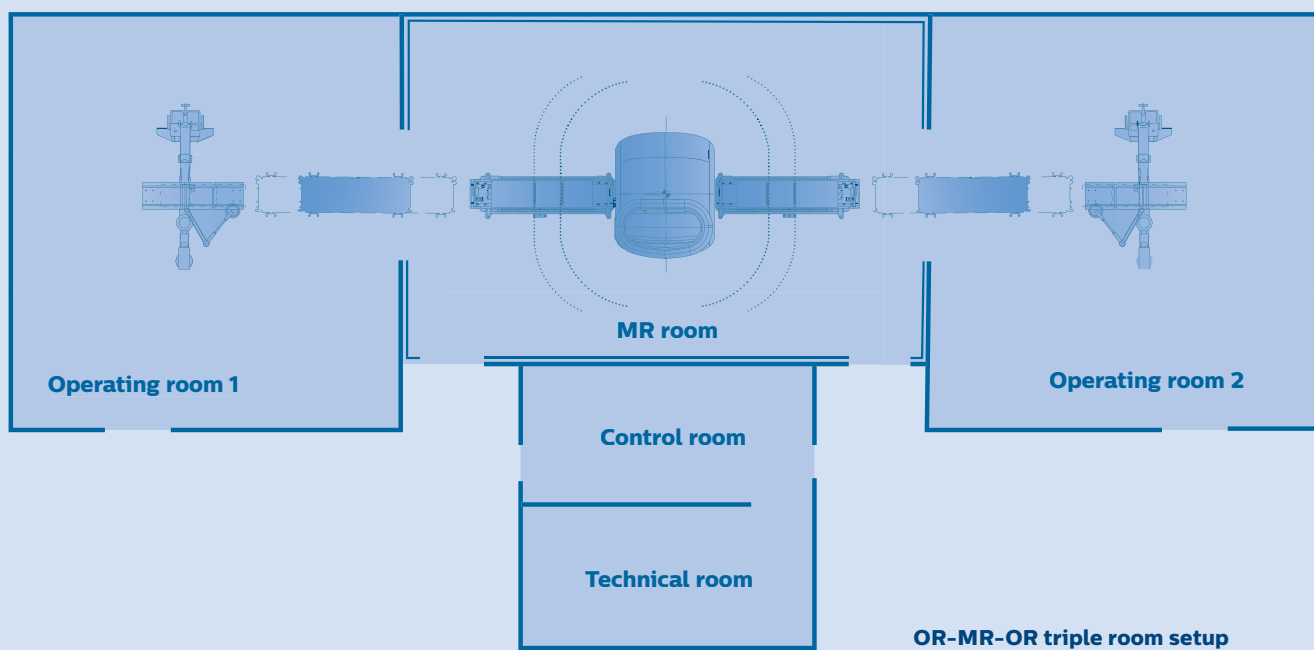 MR room
Operating room 1
Operating room 2
Control room
Technical room
OR-MR-OR triple room setup